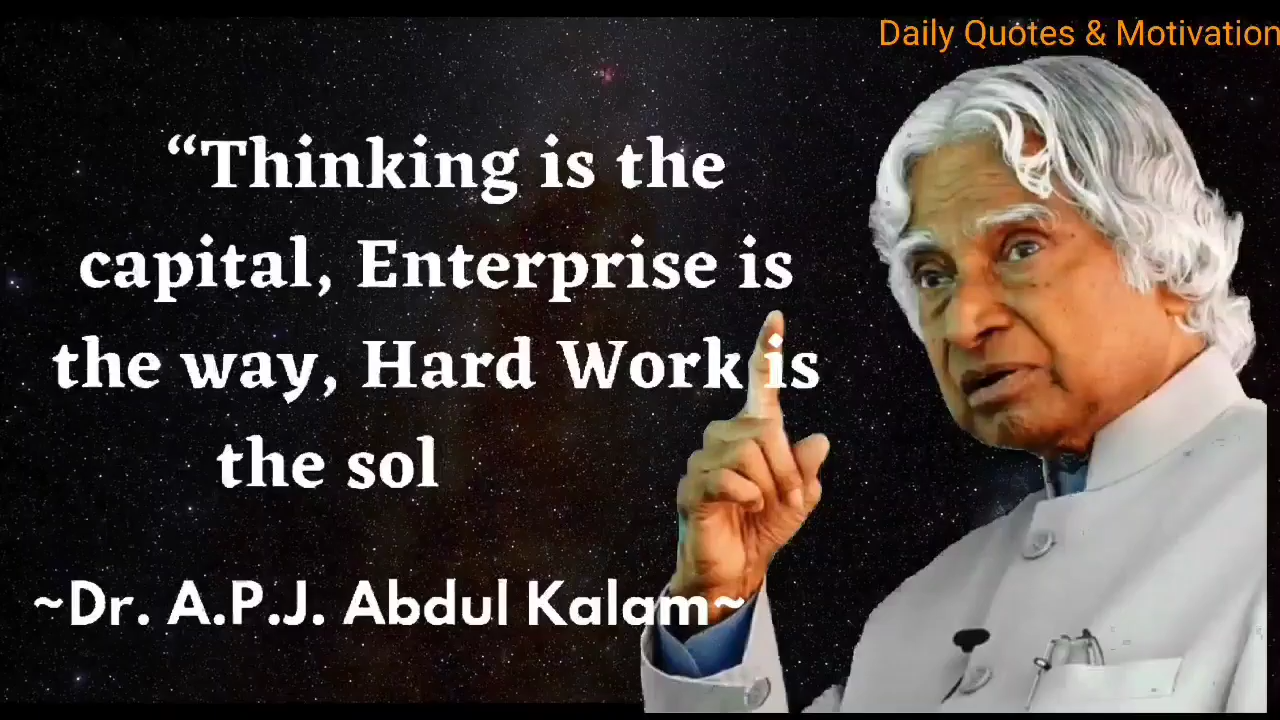 Daily Quotes & Motivation
“Thinking is the
capital, Enterprise is
the way, Hard Work is
the sol
~Dr. A.P.J. Abdul Kalam~